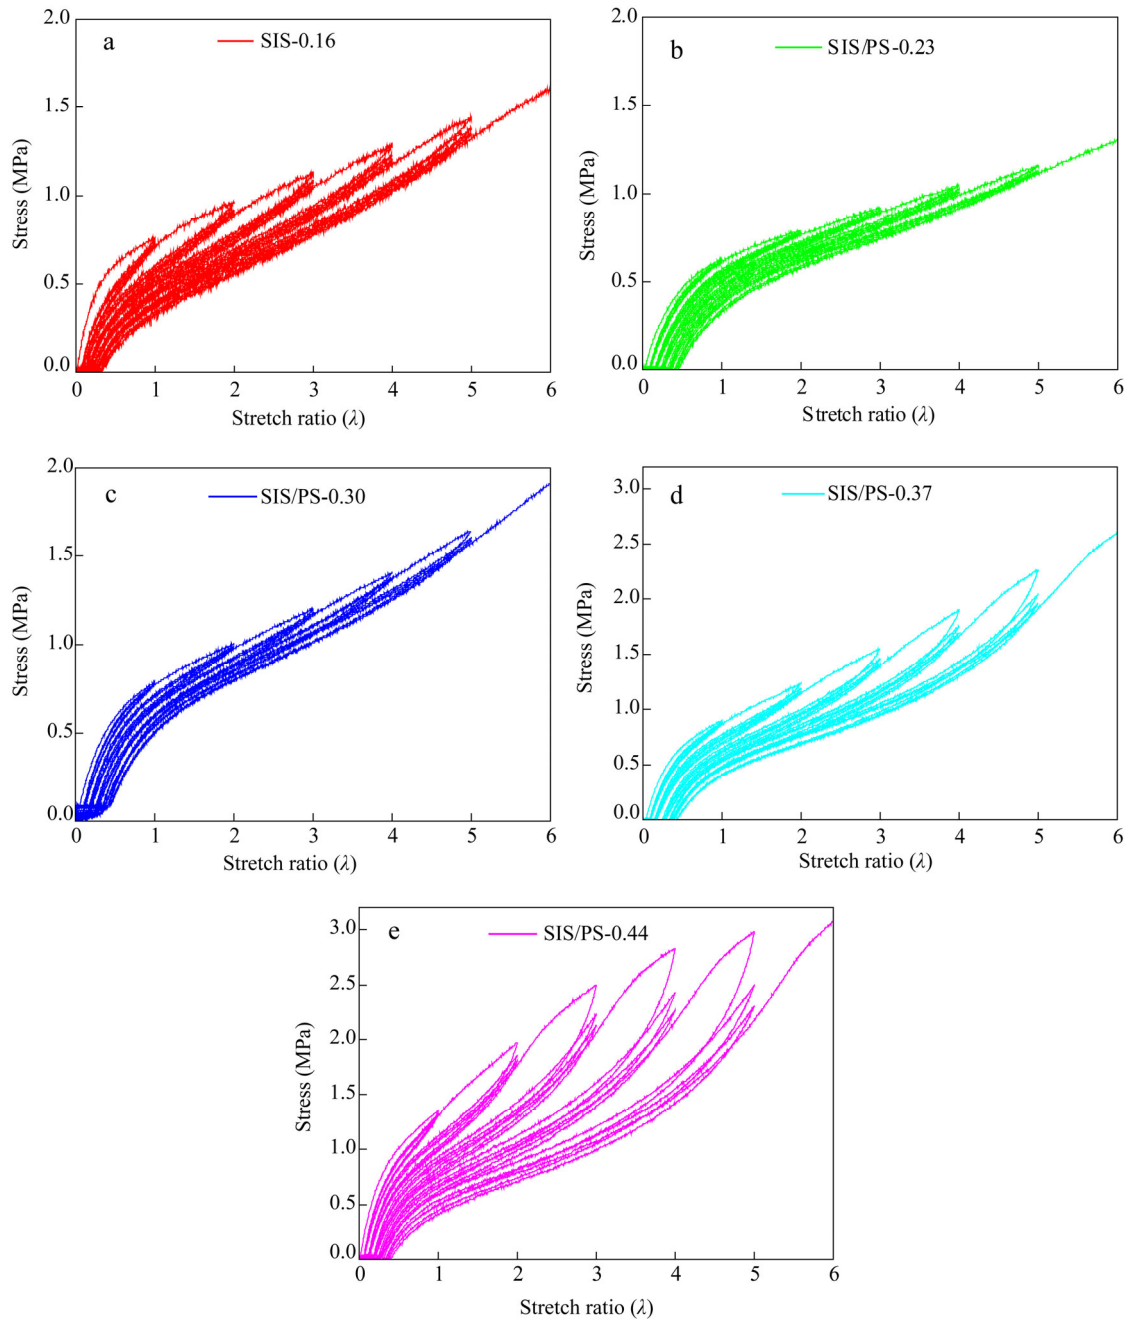 a
SIS-0.16
2.0
1.5
1.0
0.5
0.0
Stress (MPa)
0 1 2 3 4 5 6
Stretch ratio (λ)
b
SIS/PS-0.23
2.0
1.5
1.0
0.5
0.0
Stress (MPa)
0 1 2 3 4 5 6
Stretch ratio (λ)
c
SIS/PS-0.30
2.0
1.5
1.0
0.5
0.0
Stress (MPa)
0 1 2 3 4 5 6
Stretch ratio (λ)
d
SIS/PS-0.37
3.0
2.5
2.0
1.5
1.0
0.5
0.0
Stress (MPa)
0 1 2 3 4 5 6
Stretch ratio (λ)
e
SIS/PS-0.44
3.0
2.5
2.0
1.5
1.0
0.5
0.0
Stress (MPa)
0 1 2 3 4 5 6
Stretch ratio (λ)